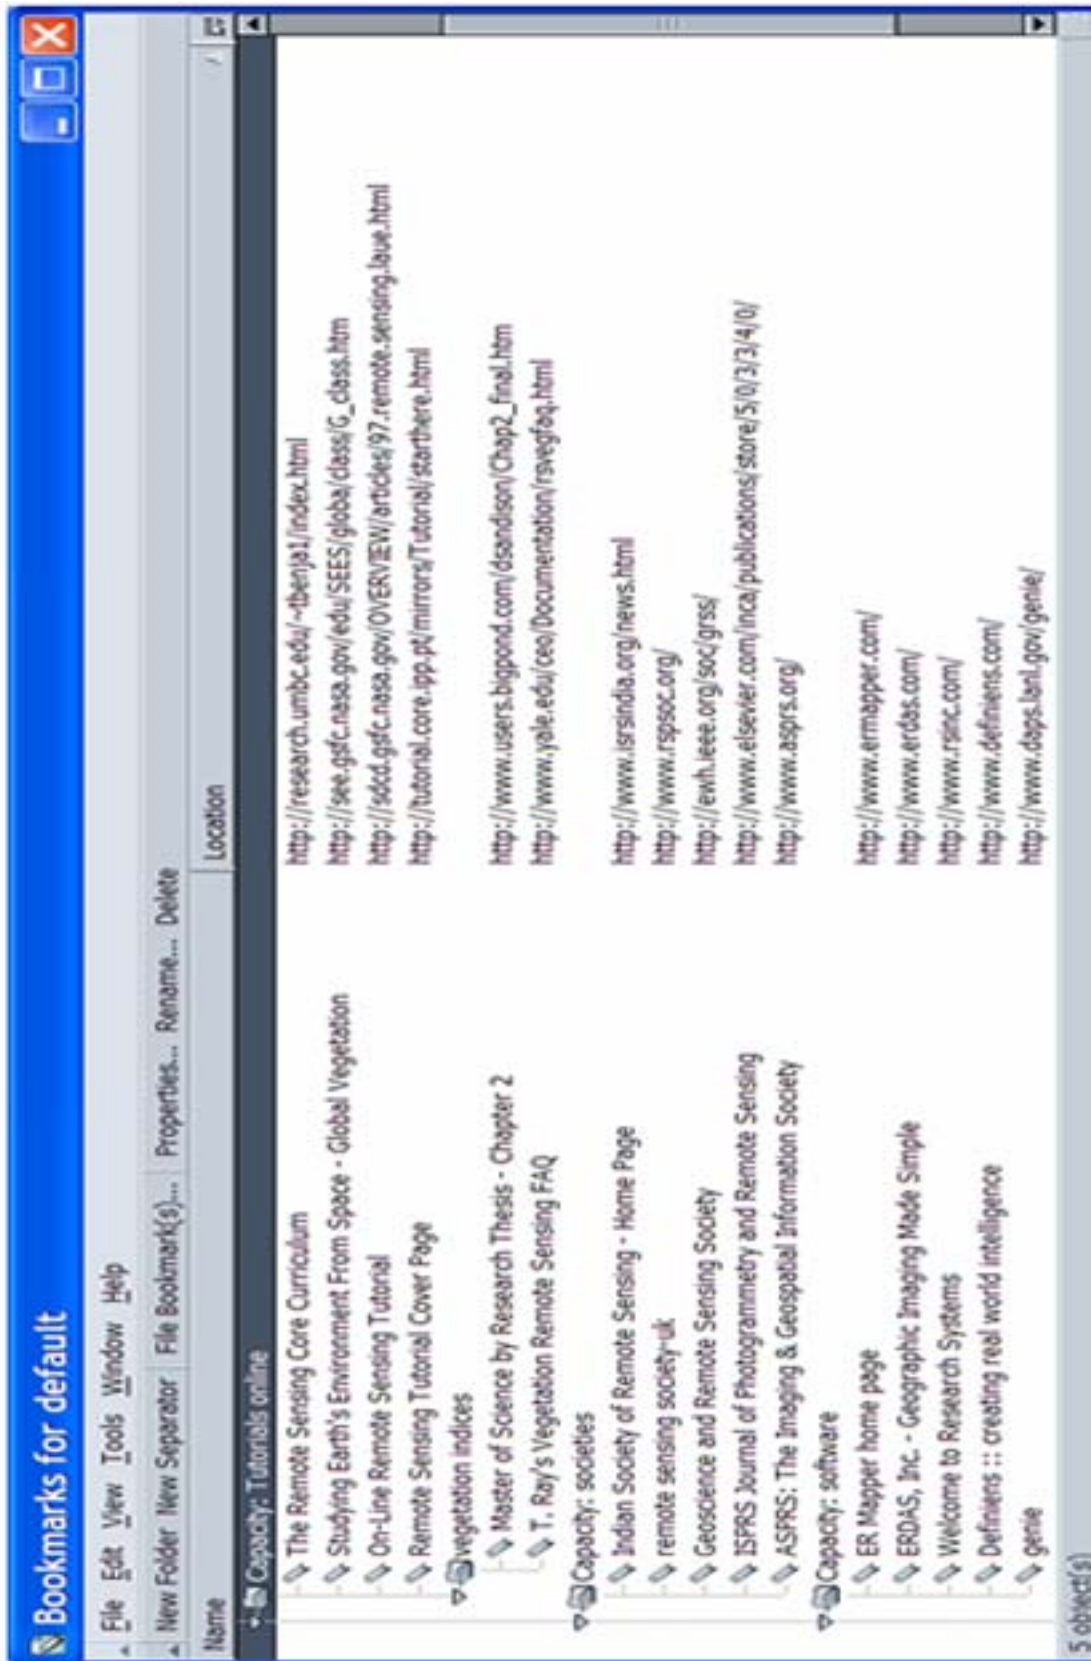 Bookmarks for default
File Edit View Tools Window Help
New Folder New Separator File Bookmark(s)... Properties... Rename... Delete
Name Location
Capacity: Tutorials online
The Remote Sensing Core Curriculum http://research.umbc.edu/~tbenja1/index.html
Studying Earth's Environment From Space - Global Vegetation http://see.gsfc.nasa.gov/edu/SEES/globa/class/G_class.htm
On-Line Remote Sensing Tutorial http://sdcd.gsfc.nasa.gov/OVERVIEW/articles/97.remote.sensing.laue.html
Remote Sensing Tutorial Cover Page http://tutorial.core.ipp.pt/mirrors/Tutorial/starthere.html
vegetation indices
Master of Science by Research Thesis - Chapter 2 http://www.users.bigpond.com/dsandison/Chap2_final.htm
T. Ray's Vegetation Remote Sensing FAQ http://www.yale.edu/ceo/Documentation/rsvegfaq.html
Capacity: societies
Indian Society of Remote Sensing - Home Page http://www.isrsindia.org/news.html
remote sensing society-uk http://www.rspsoc.org/
Geoscience and Remote Sensing Society http://ewh.ieee.org/soc/grss/
ISPRS Journal of Photogrammetry and Remote Sensing http://www.elsevier.com/inca/publications/store/5/0/3/3/4/0/
ASPRS: The Imaging & Geospatial Information Society http://www.asprs.org/
Capacity: software
ER Mapper home page http://www.ermapper.com/
ERDAS, Inc. - Geographic Imaging Made Simple http://www.erdas.com/
Welcome to Research Systems http://www.rsinc.com/
Definiens :: creating real world intelligence http://www.definiens.com/
genie http://www.daps.lanl.gov/genie/
5 object(s)